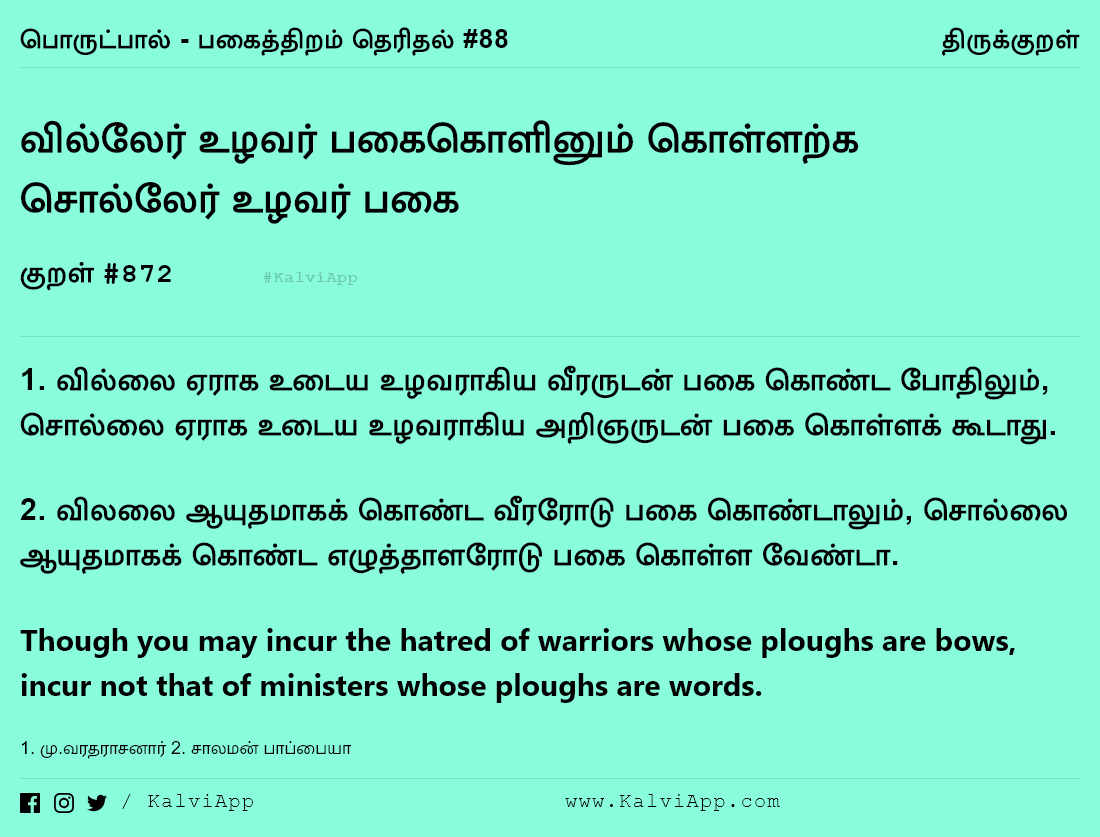 பொருட்பால் - பகைத்திறம் தெரிதல் #88 திருக்குறள்
வில்லேர் உழவர் பகைகொளினும் கொள்ளற்க
சொல்லேர் உழவர் பகை
குறள் #872 #KalviApp
1. வில்லை ஏராக உடைய உழவராகிய வீரருடன் பகை கொண்ட போதிலும்,
சொல்லை ஏராக உடைய உழவராகிய அறிஞருடன் பகை கொள்ளக் கூடாது.
2. விலலை ஆயுதமாகக் கொண்ட வீரரோடு பகை கொண்டாலும், சொல்லை
ஆயுதமாகக் கொண்ட எழுத்தாளரோடு பகை கொள்ள வேண்டா.
Though you may incur the hatred of warriors whose ploughs are bows,
incur not that of ministers whose ploughs are words.
1. மு.வரதராசனார் 2. சாலமன் பாப்பையா
/ KalviApp www.KalviApp.com